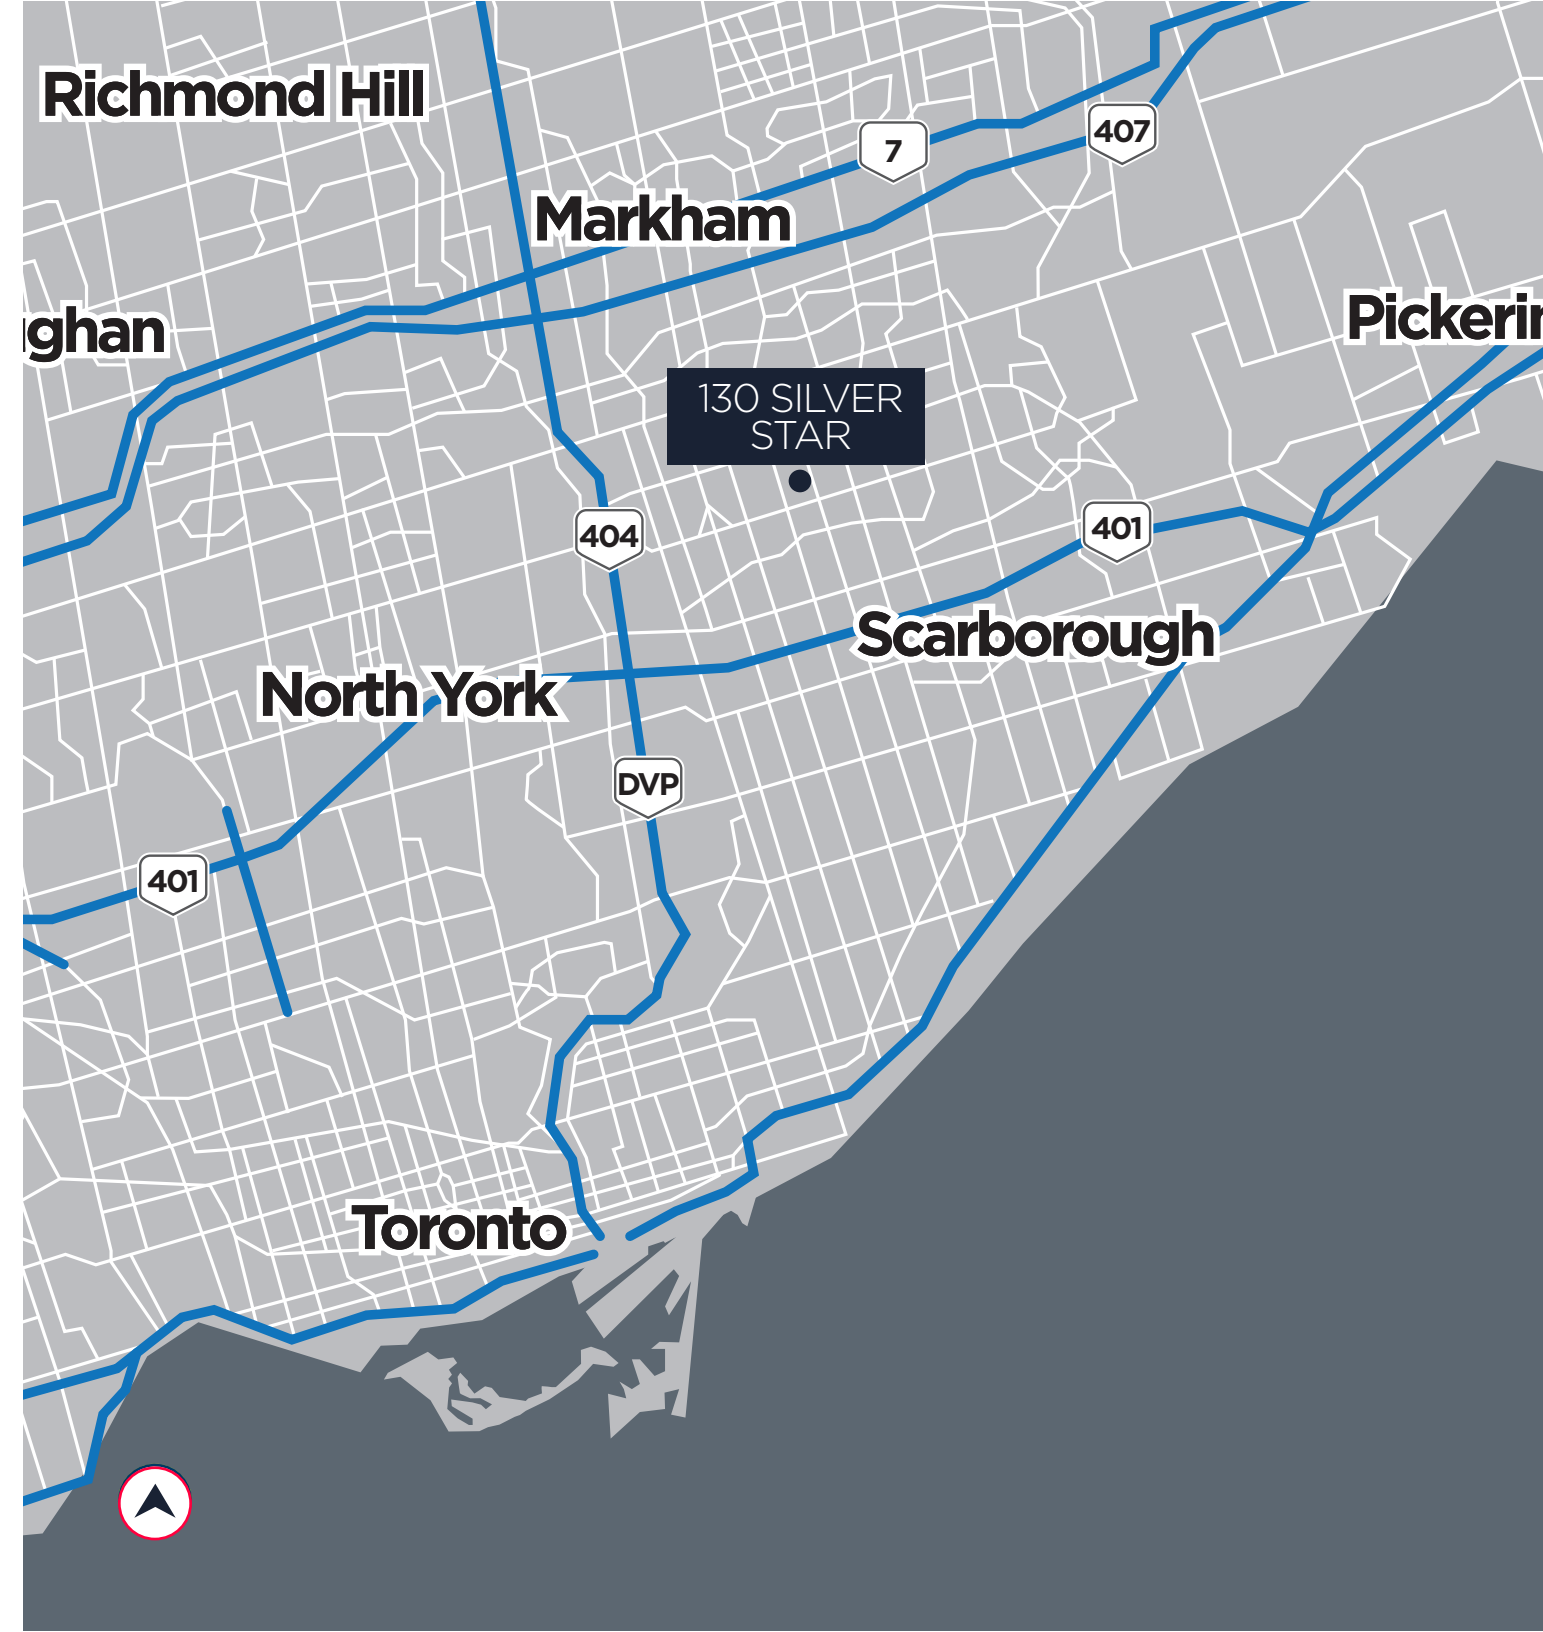 Richmond Hill
407
7
Markham
ghan
Pickerin
130 SILVER
STAR
404
401
Scarborough
North York
DVP
401
Toronto